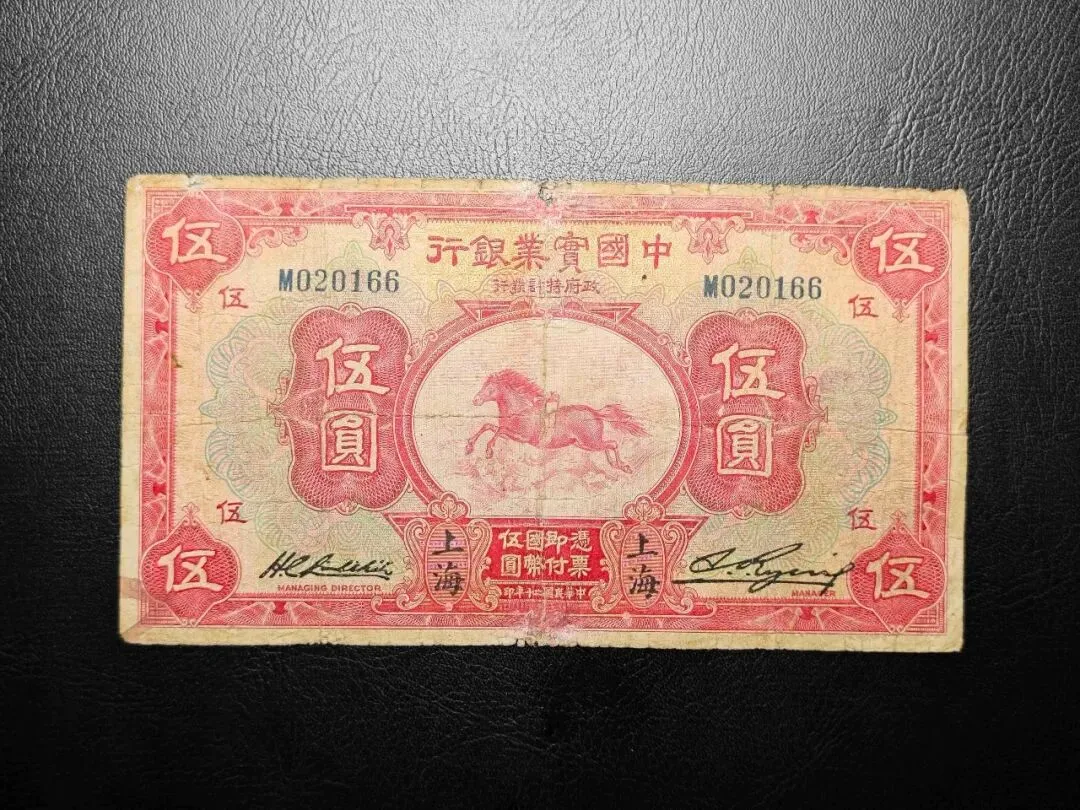 伍
伍
中國實業銀行
政府特許發行
M020166
M020166
伍
伍
伍圓
伍圓
伍
伍
憑票即付國幣伍圓
上海
上海
中華民國二十年印
MANAGING DIRECTOR
MANAGER
伍
伍